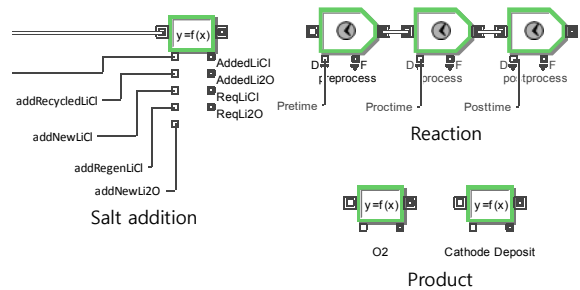 y=f(x)
AddedLiCl
AddedLi2O
ReqLiCl
ReqLi2O
addRecycledLiCl
addNewLiCl
addRegenLiCl
addNewLi2O
Salt addition
D F
preprocess
D F
process
D F
postprocess
Pretime
Proctime
Posttime
Reaction
y=f(x)
O2
y=f(x)
Cathode Deposit
Product